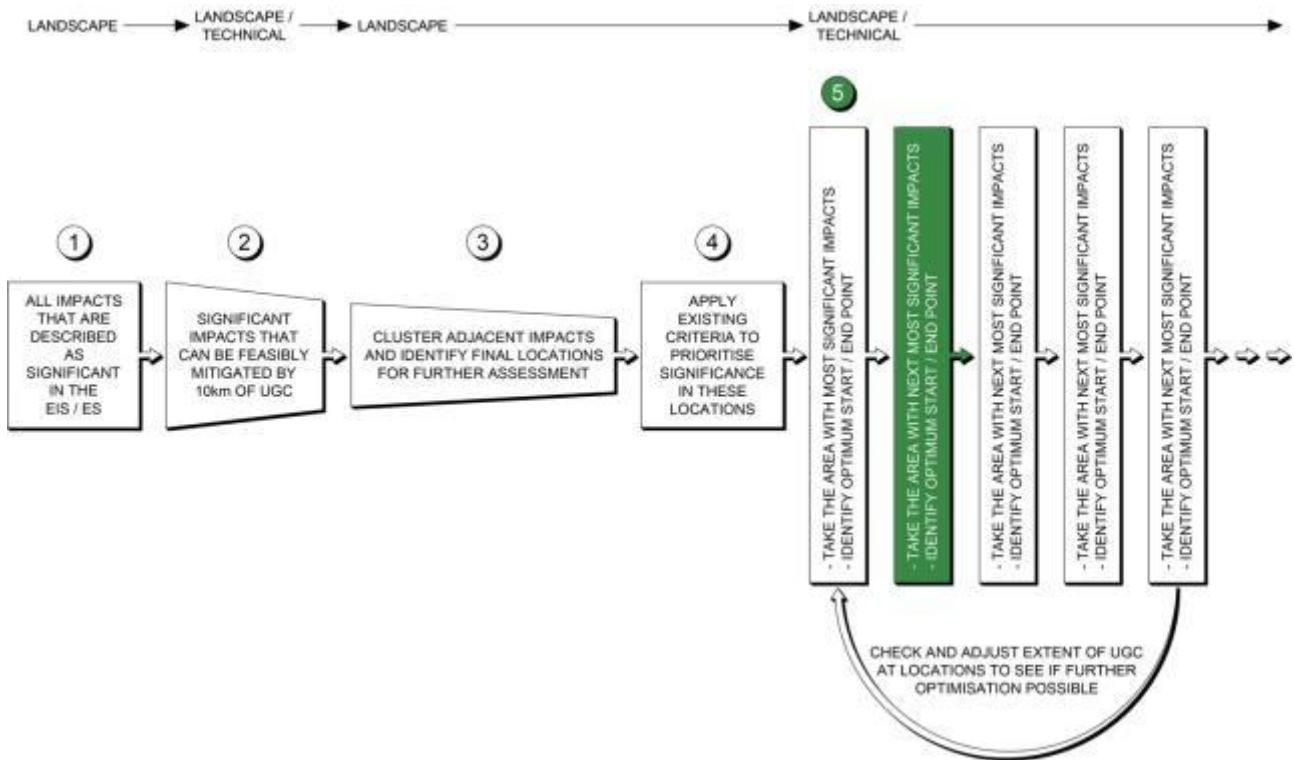 LANDSCAPE
LANDSCAPE /
TECHNICAL
LANDSCAPE
LANDSCAPE /
TECHNICAL
1
ALL IMPACTS
THAT ARE
DESCRIBED
AS
SIGNIFICANT
IN THE
EIS / ES
2
SIGNIFICANT
IMPACTS THAT
CAN BE FEASIBLY
MITIGATED BY
10km OF UGC
3
CLUSTER ADJACENT IMPACTS
AND IDENTIFY FINAL LOCATIONS
FOR FURTHER ASSESSMENT
4
APPLY
EXISTING
CRITERIA TO
PRIORITISE
SIGNIFICANCE
IN THESE
LOCATIONS
5
- TAKE THE AREA WITH MOST SIGNIFICANT IMPACTS
- IDENTIFY OPTIMUM START / END POINT
- TAKE THE AREA WITH NEXT MOST SIGNIFICANT IMPACTS
- IDENTIFY OPTIMUM START / END POINT
- TAKE THE AREA WITH NEXT MOST SIGNIFICANT IMPACTS
- IDENTIFY OPTIMUM START / END POINT
- TAKE THE AREA WITH NEXT MOST SIGNIFICANT IMPACTS
- IDENTIFY OPTIMUM START / END POINT
- TAKE THE AREA WITH NEXT MOST SIGNIFICANT IMPACTS
- IDENTIFY OPTIMUM START / END POINT
CHECK AND ADJUST EXTENT OF UGC
AT LOCATIONS TO SEE IF FURTHER
OPTIMISATION POSSIBLE